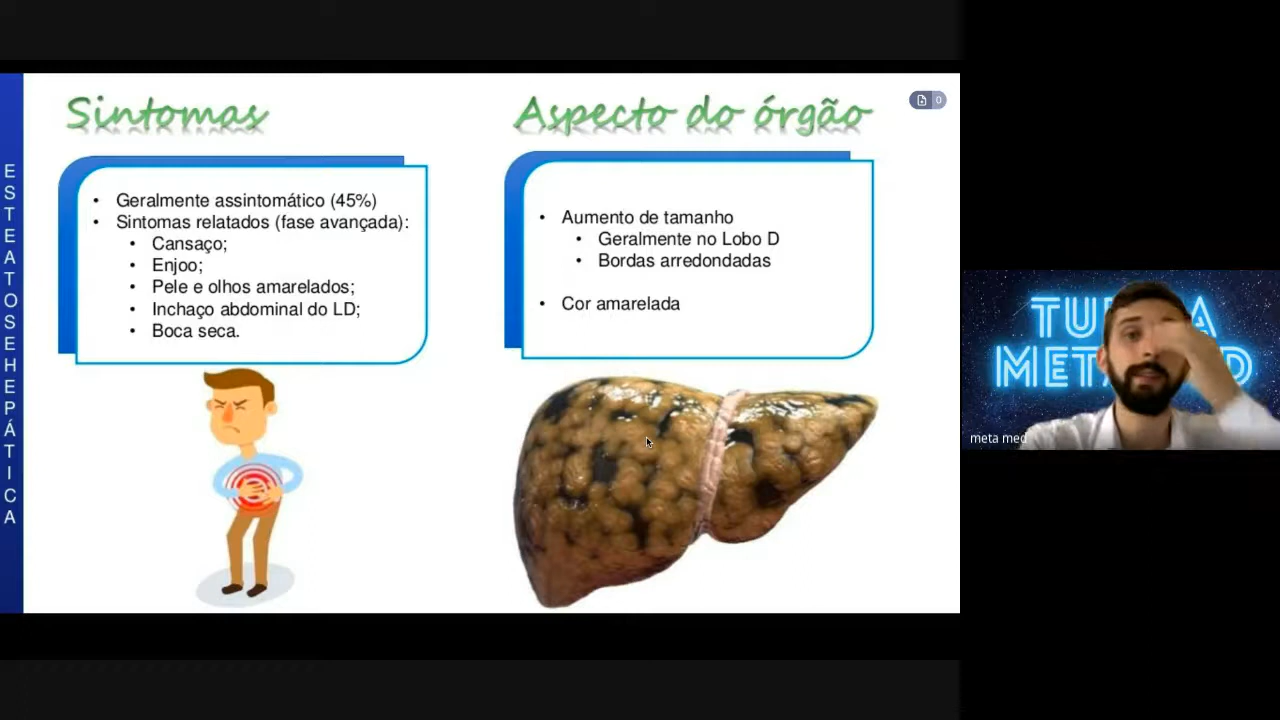 ESTEATOSE HEPÁTICA
Sintomas
• Geralmente assintomático (45%)
• Sintomas relatados (fase avançada):
• Cansaço;
• Enjoo;
• Pele e olhos amarelados;
• Inchaço abdominal do LD;
• Boca seca.
Aspecto do órgão
• Aumento de tamanho
• Geralmente no Lobo D
• Bordas arredondadas
• Cor amarelada
0
meta med